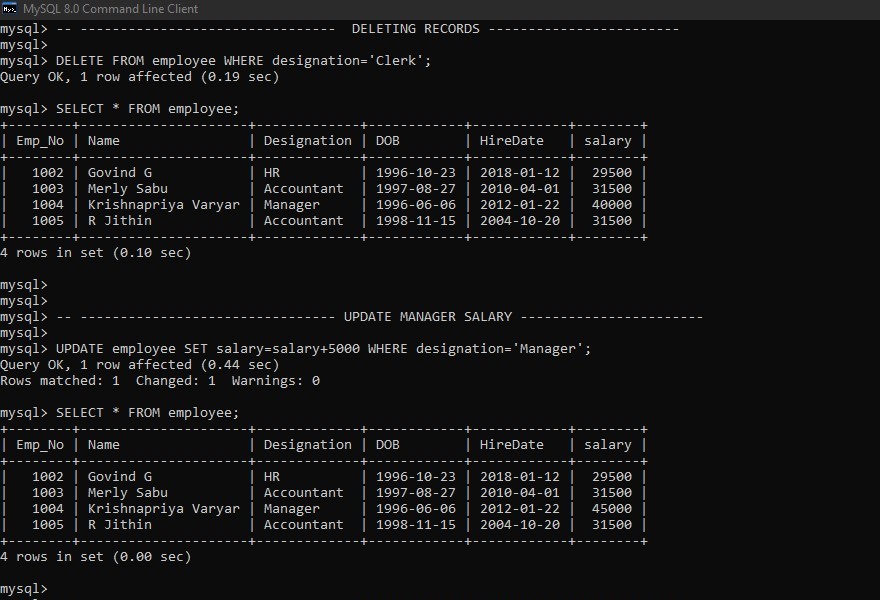 MySQL 8.0 Command Line Client
mysql> -- --------------------------------  DELETING RECORDS ------------------------
mysql>
mysql> DELETE FROM employee WHERE designation='Clerk';
Query OK, 1 row affected (0.19 sec)
mysql> SELECT * FROM employee;
+--------+---------------------+-------------+------------+------------+--------+
| Emp_No | Name                | Designation | DOB        | HireDate   | salary |
+--------+---------------------+-------------+------------+------------+--------+
|   1002 | Govind G            | HR          | 1996-10-23 | 2018-01-12 |  29500 |
|   1003 | Merly Sabu          | Accountant  | 1997-08-27 | 2010-04-01 |  31500 |
|   1004 | Krishnapriya Varyar | Manager     | 1996-06-06 | 2012-01-22 |  40000 |
|   1005 | R Jithin            | Accountant  | 1998-11-15 | 2004-10-20 |  31500 |
+--------+---------------------+-------------+------------+------------+--------+
4 rows in set (0.10 sec)
mysql>
mysql>
mysql> -- -------------------------------- UPDATE MANAGER SALARY -----------------------
mysql>
mysql> UPDATE employee SET salary=salary+5000 WHERE designation='Manager';
Query OK, 1 row affected (0.44 sec)
Rows matched: 1  Changed: 1  Warnings: 0
mysql> SELECT * FROM employee;
+--------+---------------------+-------------+------------+------------+--------+
| Emp_No | Name                | Designation | DOB        | HireDate   | salary |
+--------+---------------------+-------------+------------+------------+--------+
|   1002 | Govind G            | HR          | 1996-10-23 | 2018-01-12 |  29500 |
|   1003 | Merly Sabu          | Accountant  | 1997-08-27 | 2010-04-01 |  31500 |
|   1004 | Krishnapriya Varyar | Manager     | 1996-06-06 | 2012-01-22 |  45000 |
|   1005 | R Jithin            | Accountant  | 1998-11-15 | 2004-10-20 |  31500 |
+--------+---------------------+-------------+------------+------------+--------+
4 rows in set (0.00 sec)
mysql>